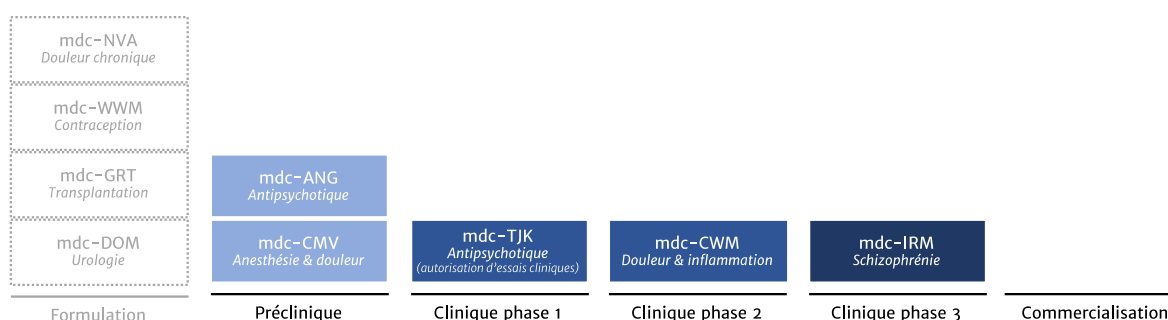 mdc-NVA
Douleur chronique
mdc-WWM
Contraception
mdc-GRT
Transplantation
mdc-DOM
Urologie
Formulation
mdc-ANG
Antipsychotique
mdc-CMV
Anesthésie & douleur
Préclinique
mdc-TJK
Antipsychotique
(autorisation d'essais cliniques)
Clinique phase 1
mdc-CWM
Douleur & inflammation
Clinique phase 2
mdc-IRM
Schizophrénie
Clinique phase 3
Commercialisation